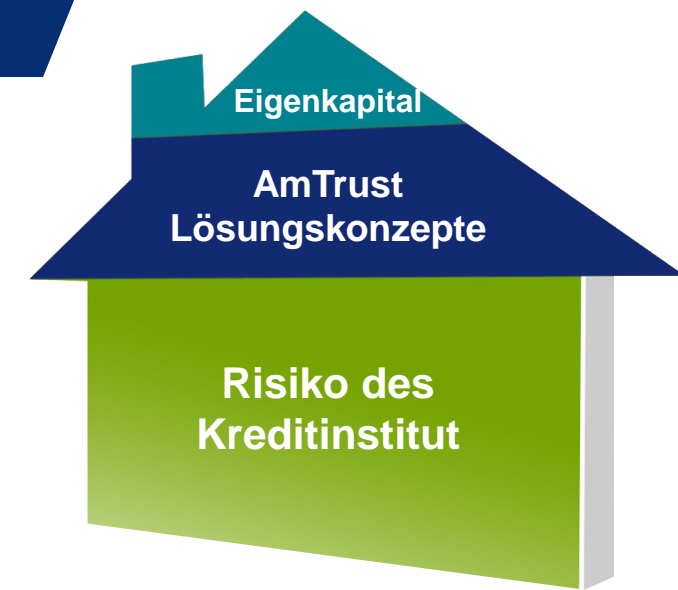 Eigenkapital
AmTrust
Lösungskonzepte
Risiko des
Kreditinstitut